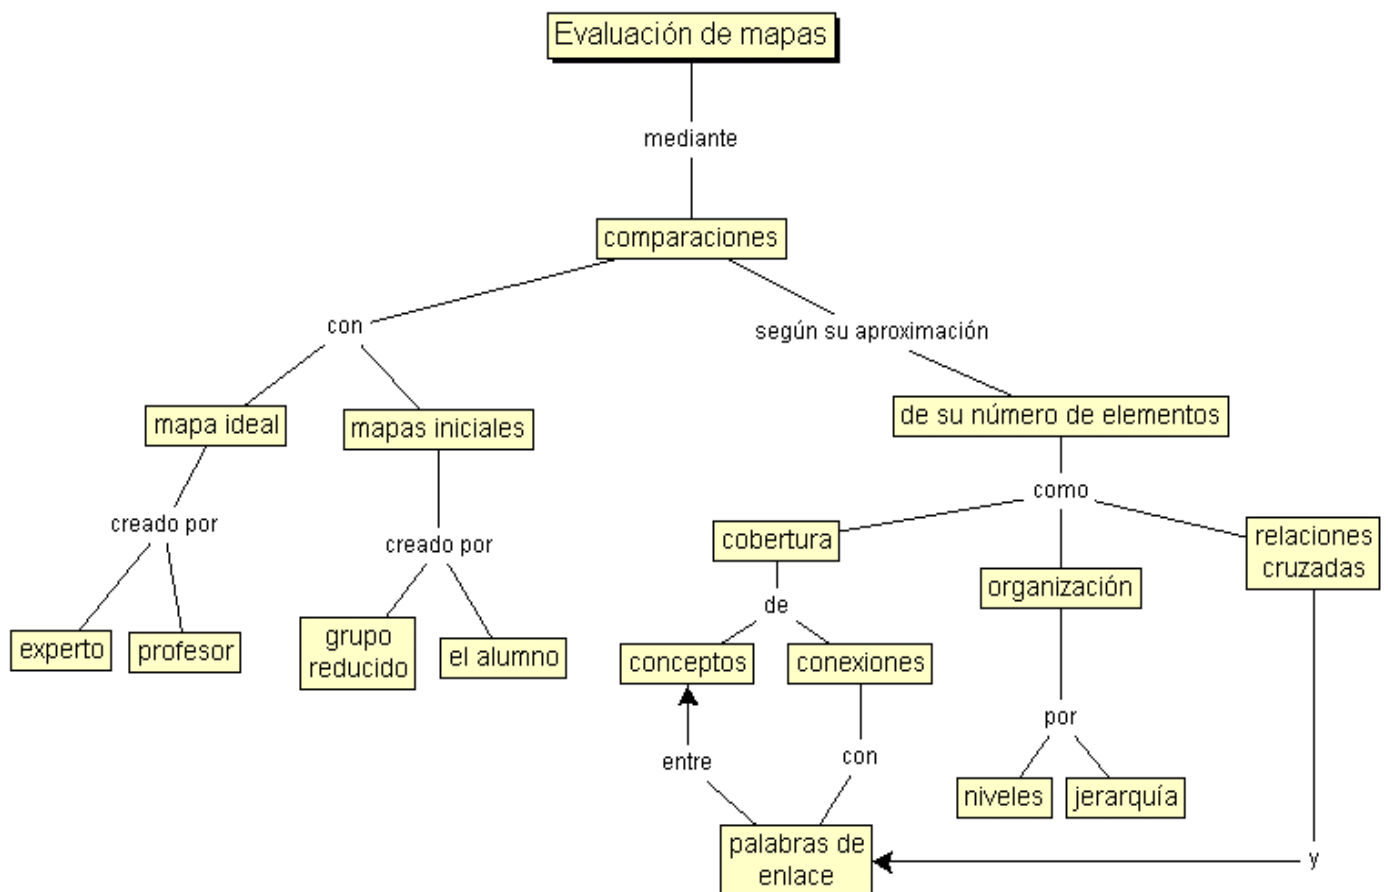 Evaluación de mapas
mediante
comparaciones
con
según su aproximación
mapa ideal
mapas iniciales
de su número de elementos
creado por
creado por
como
cobertura
organización
relaciones
cruzadas
experto
profesor
grupo
reducido
el alumno
de
conceptos
conexiones
por
entre
con
niveles
jerarquía
palabras de
enlace
y